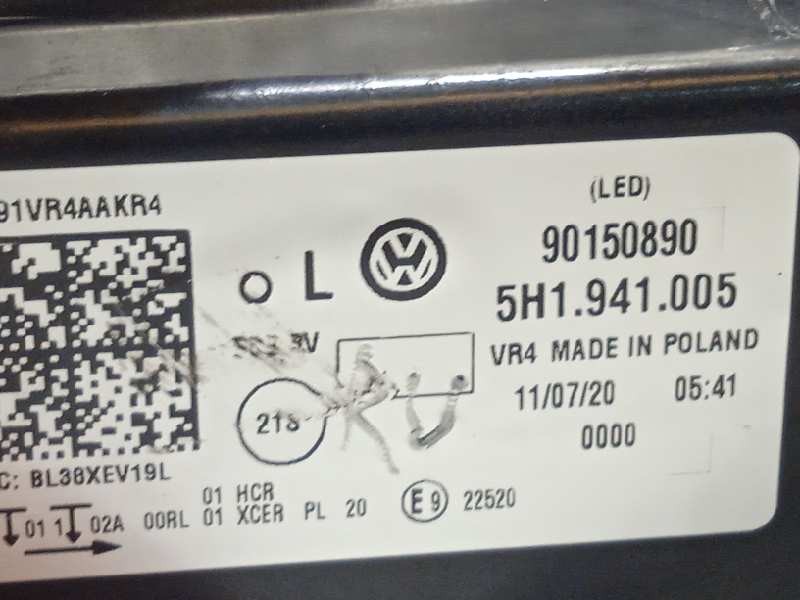 (LED)
91VR4AAKR4
90150890
L
5H1.941.005
VR4 MADE IN POLAND
11/07/20 05:41
0000
C: BL38XEV19L
01 HCR
01 1 02A 00RL 01 XCER PL 20 E9 22520